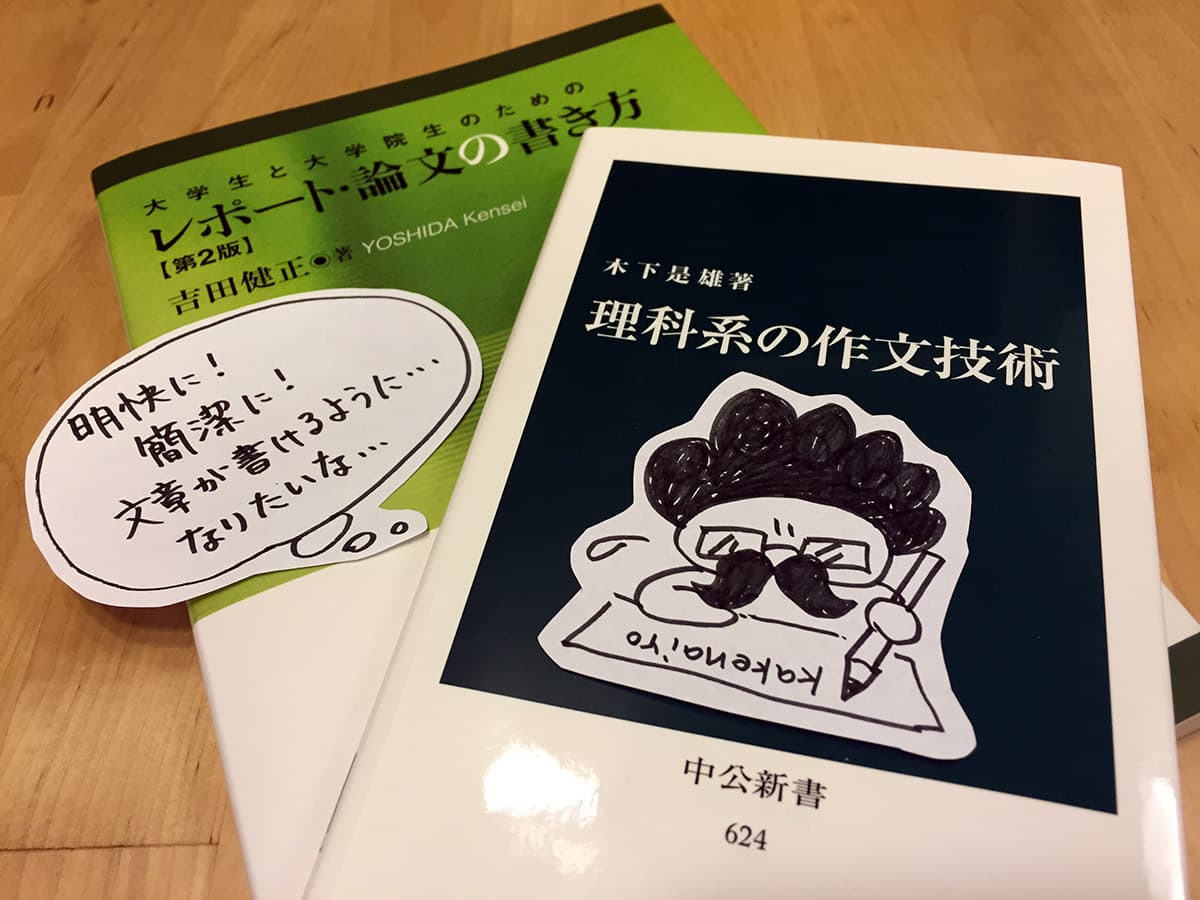 大学生と大学院生のための
レポート・論文の書き方
【第2版】
吉田健正●著 YOSHIDA Kensei
明快に！
簡潔に！
文章が書けるように…
なりたいな…
木下是雄著
理科系の作文技術
kakenairo
中公新書
624